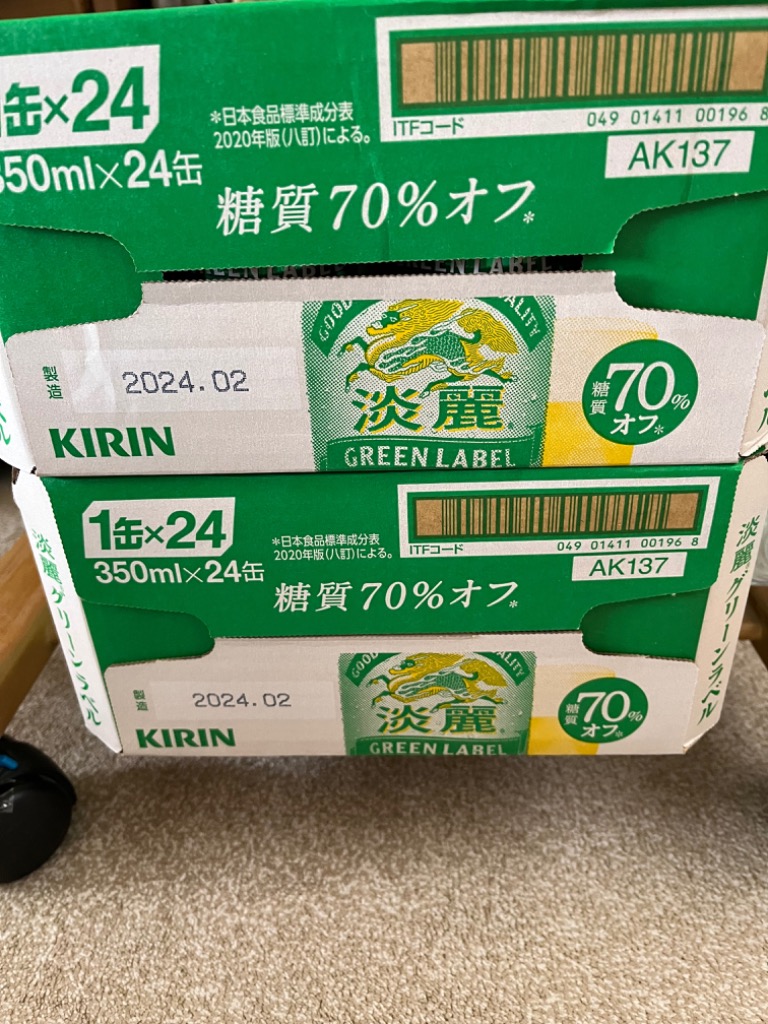 1缶×24
350ml×24缶
*日本食品標準成分表
2020年版(八訂)による。
ITFコード
049 01411 00196 8
AK137
糖質70%オフ*
GREEN LABEL GREEN LABEL
製造
2024.02
KIRIN
GOOD QUALITY
淡麗
GREEN LABEL
糖質
70%
オフ*
1缶×24
350ml×24缶
*日本食品標準成分表
2020年版(八訂)による。
ITFコード
049 01411 00196 8
AK137
糖質70%オフ*
淡麗グリーンラベル
淡麗グリーンラベル
製造
2024.02
KIRIN
GOOD QUALITY
淡麗
GREEN LABEL
糖質
70%
オフ*